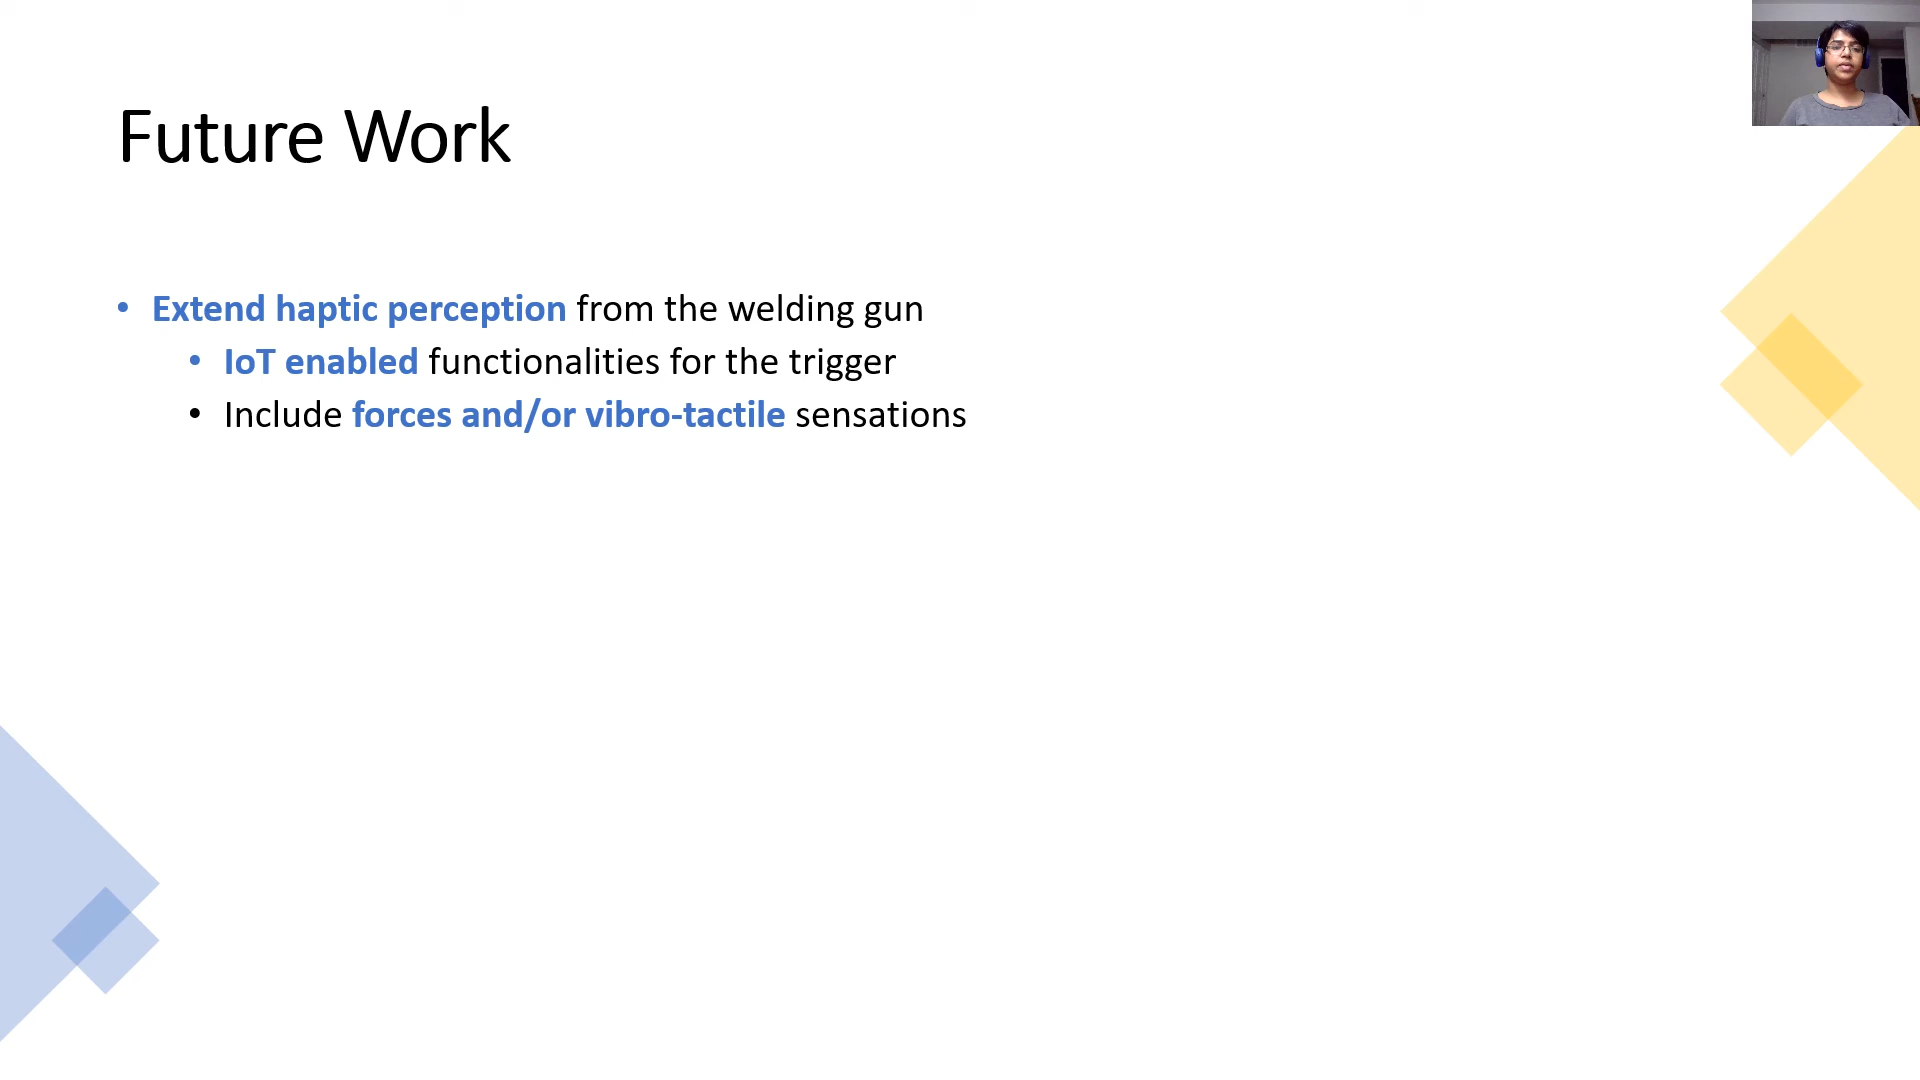 Future Work
• Extend haptic perception from the welding gun
• IoT enabled functionalities for the trigger
• Include forces and/or vibro-tactile sensations